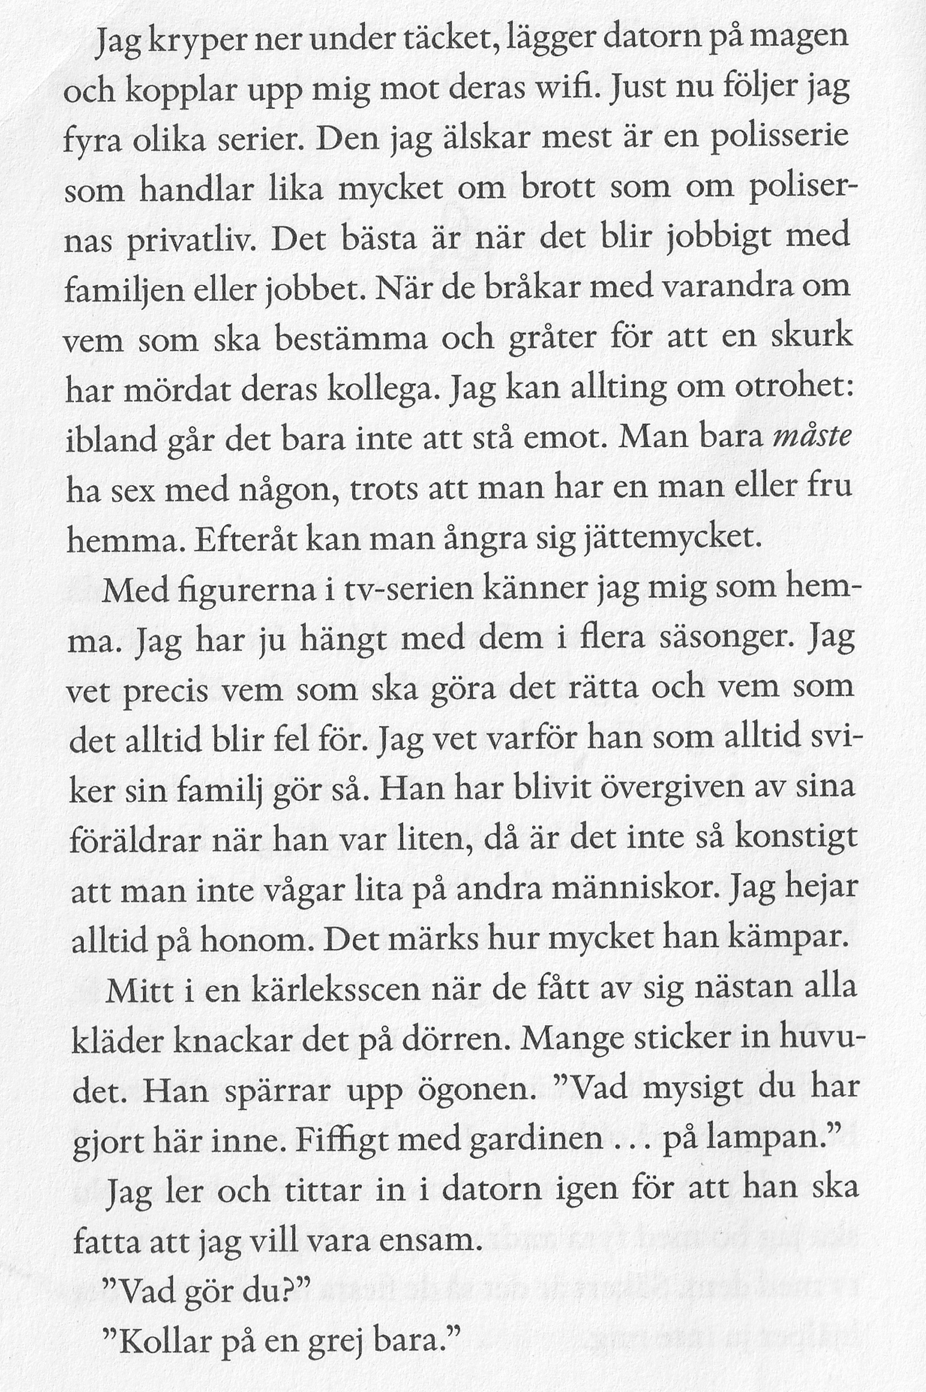 Jag kryper ner under täcket, lägger datorn på magen
och kopplar upp mig mot deras wifi. Just nu följer jag
fyra olika serier. Den jag älskar mest är en polisserie
som handlar lika mycket om brott som om poliser-
nas privatliv. Det bästa är när det blir jobbigt med
familjen eller jobbet. När de bråkar med varandra om
vem som ska bestämma och gråter för att en skurk
har mördat deras kollega. Jag kan allting om otrohet:
ibland går det bara inte att stå emot. Man bara måste
ha sex med någon, trots att man har en man eller fru
hemma. Efteråt kan man ångra sig jättemycket.
Med figurerna i tv-serien känner jag mig som hem-
ma. Jag har ju hängt med dem i flera säsonger. Jag
vet precis vem som ska göra det rätta och vem som
det alltid blir fel för. Jag vet varför han som alltid svi-
ker sin familj gör så. Han har blivit övergiven av sina
föräldrar när han var liten, då är det inte så konstigt
att man inte vågar lita på andra människor. Jag hejar
alltid på honom. Det märks hur mycket han kämpar.
Mitt i en kärleksscen när de fått av sig nästan alla
kläder knackar det på dörren. Mange sticker in huvu-
det. Han spärrar upp ögonen. ”Vad mysigt du har
gjort här inne. Fiffigt med gardinen … på lampan.”
Jag ler och tittar in i datorn igen för att han ska
fatta att jag vill vara ensam.
”Vad gör du?”
”Kollar på en grej bara.”